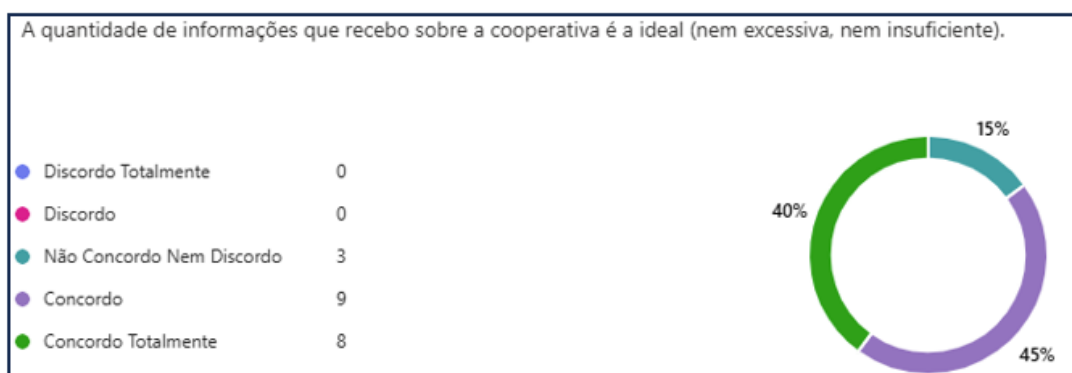 A quantidade de informações que recebo sobre a cooperativa é a ideal (nem excessiva, nem insuficiente).
Discordo Totalmente 0
Discordo 0
Não Concordo Nem Discordo 3
Concordo 9
Concordo Totalmente 8
15%
40%
45%